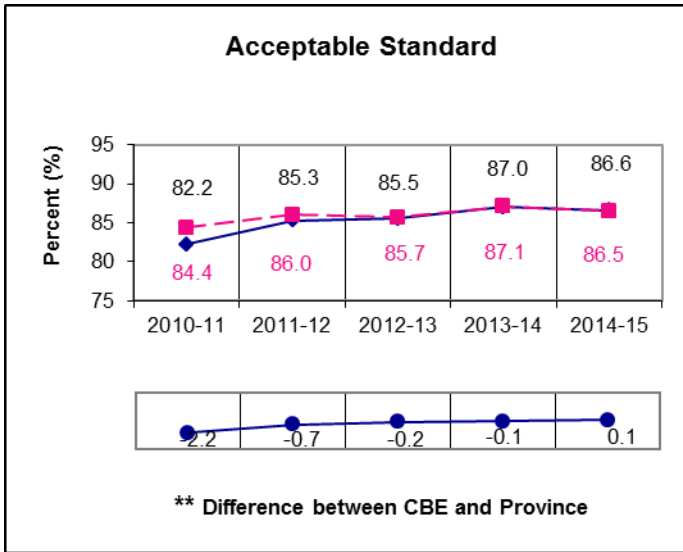 Acceptable Standard
Percent (%)
95
90
85
80
75
82.2 85.3 85.5 87.0 86.6
84.4 86.0 85.7 87.1 86.5
2010-11 2011-12 2012-13 2013-14 2014-15
-2.2 -0.7 -0.2 -0.1 0.1
** Difference between CBE and Province